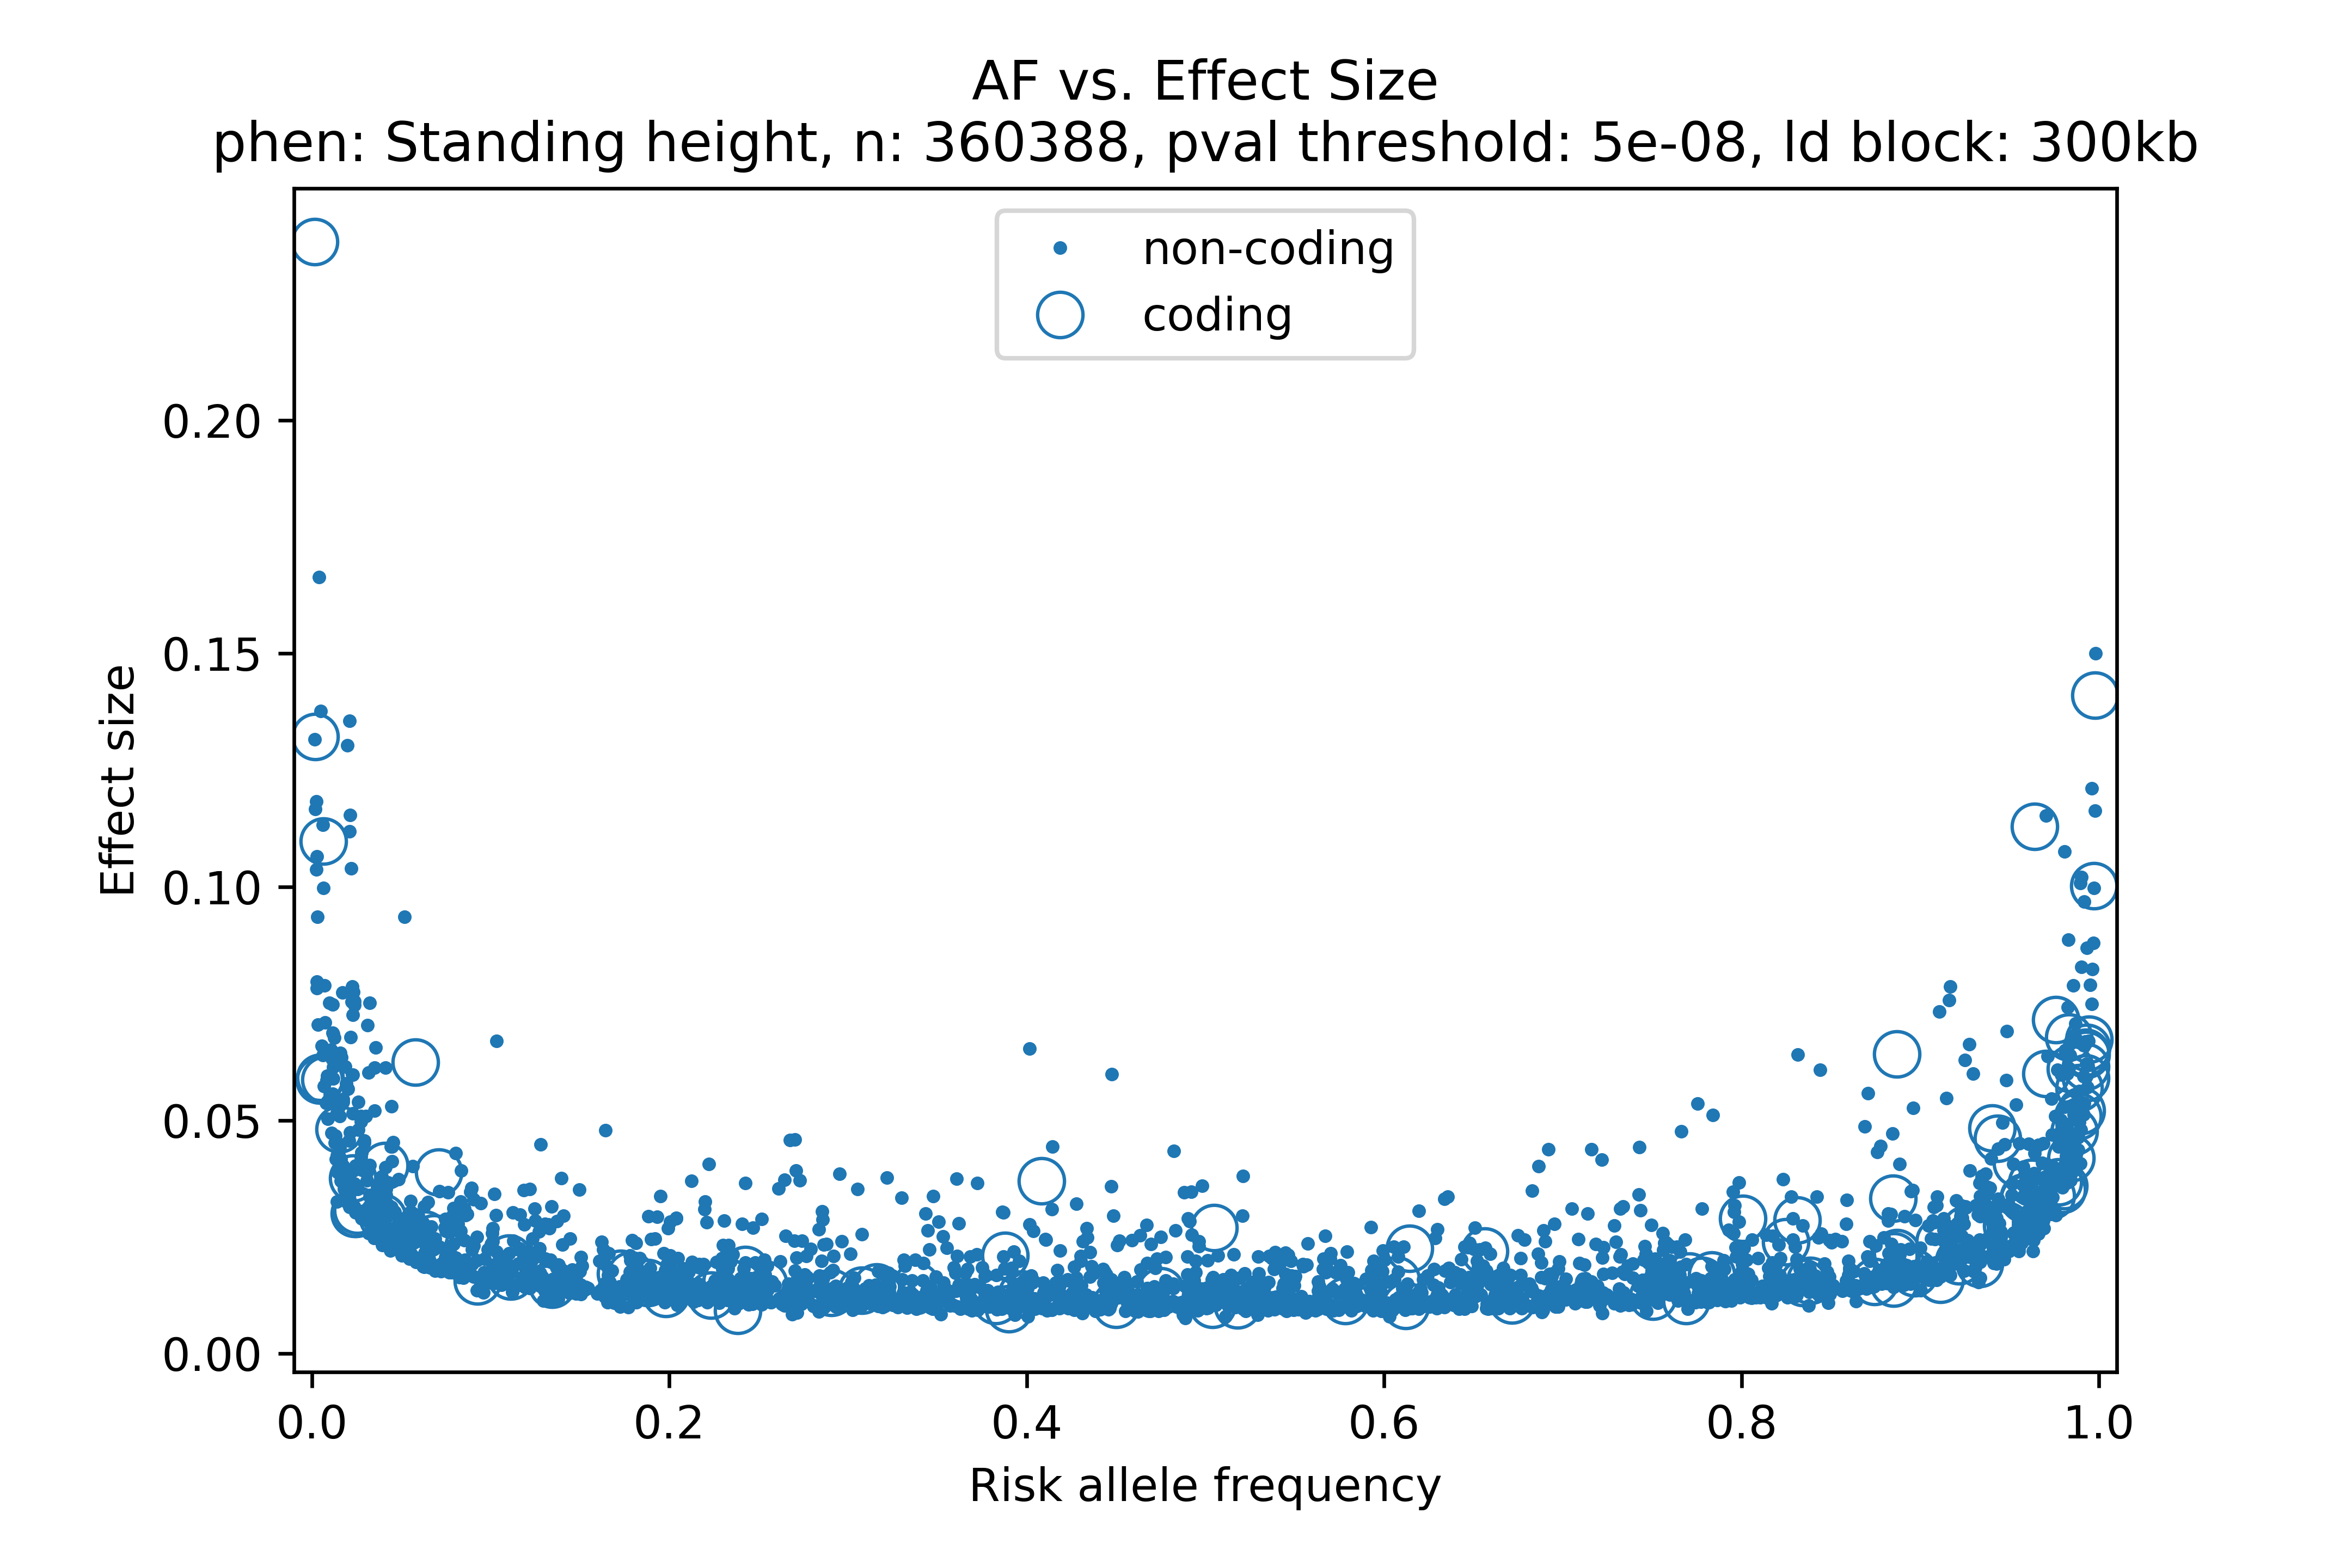 AF vs. Effect Size
phen: Standing height, n: 360388, pval threshold: 5e-08, ld block: 300kb
non-coding
coding
0.20
0.15
0.10
0.05
0.00
Effect size
0.0 0.2 0.4 0.6 0.8 1.0
Risk allele frequency